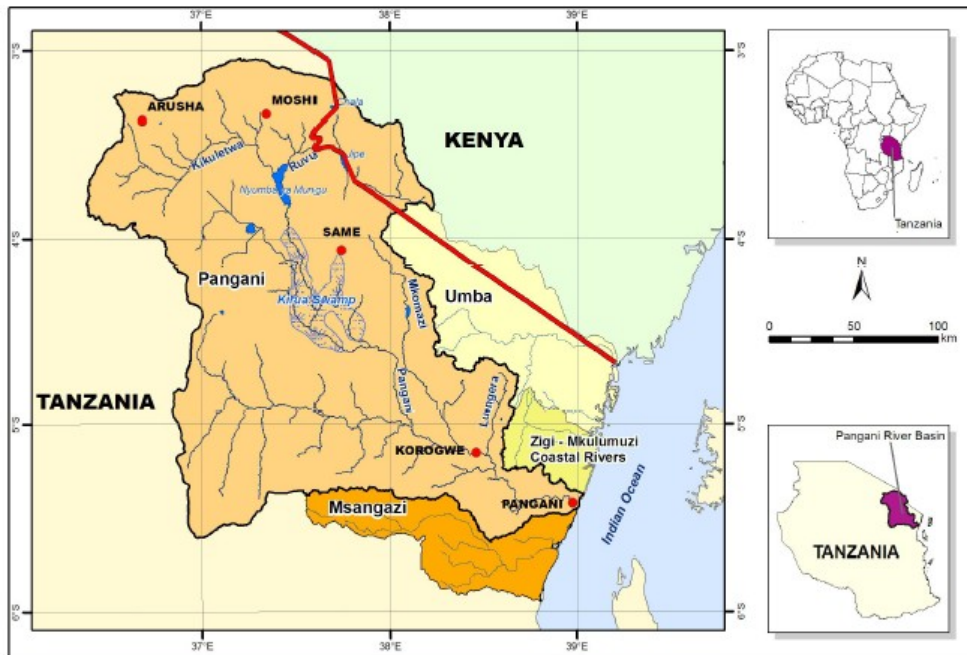 37°E
38°E
39°E
3°S
3°S
ARUSHA
MOSHI
Chala
KENYA
Kikuletwa
Ruvu
Jipe
Nyumba ya Mungu
4°S
4°S
SAME
Pangani
Kirua Swamp
Mikomazi
Umba
TANZANIA
Pangani
Luengera
5°S
5°S
KOROGWE
Zigi - Mkulumuzi
Coastal Rivers
PANGANI
Msangazi
Indian Ocean
6°S
6°S
37°E
38°E
39°E
Tanzania
N
0
50
100
km
Pangani River Basin
TANZANIA